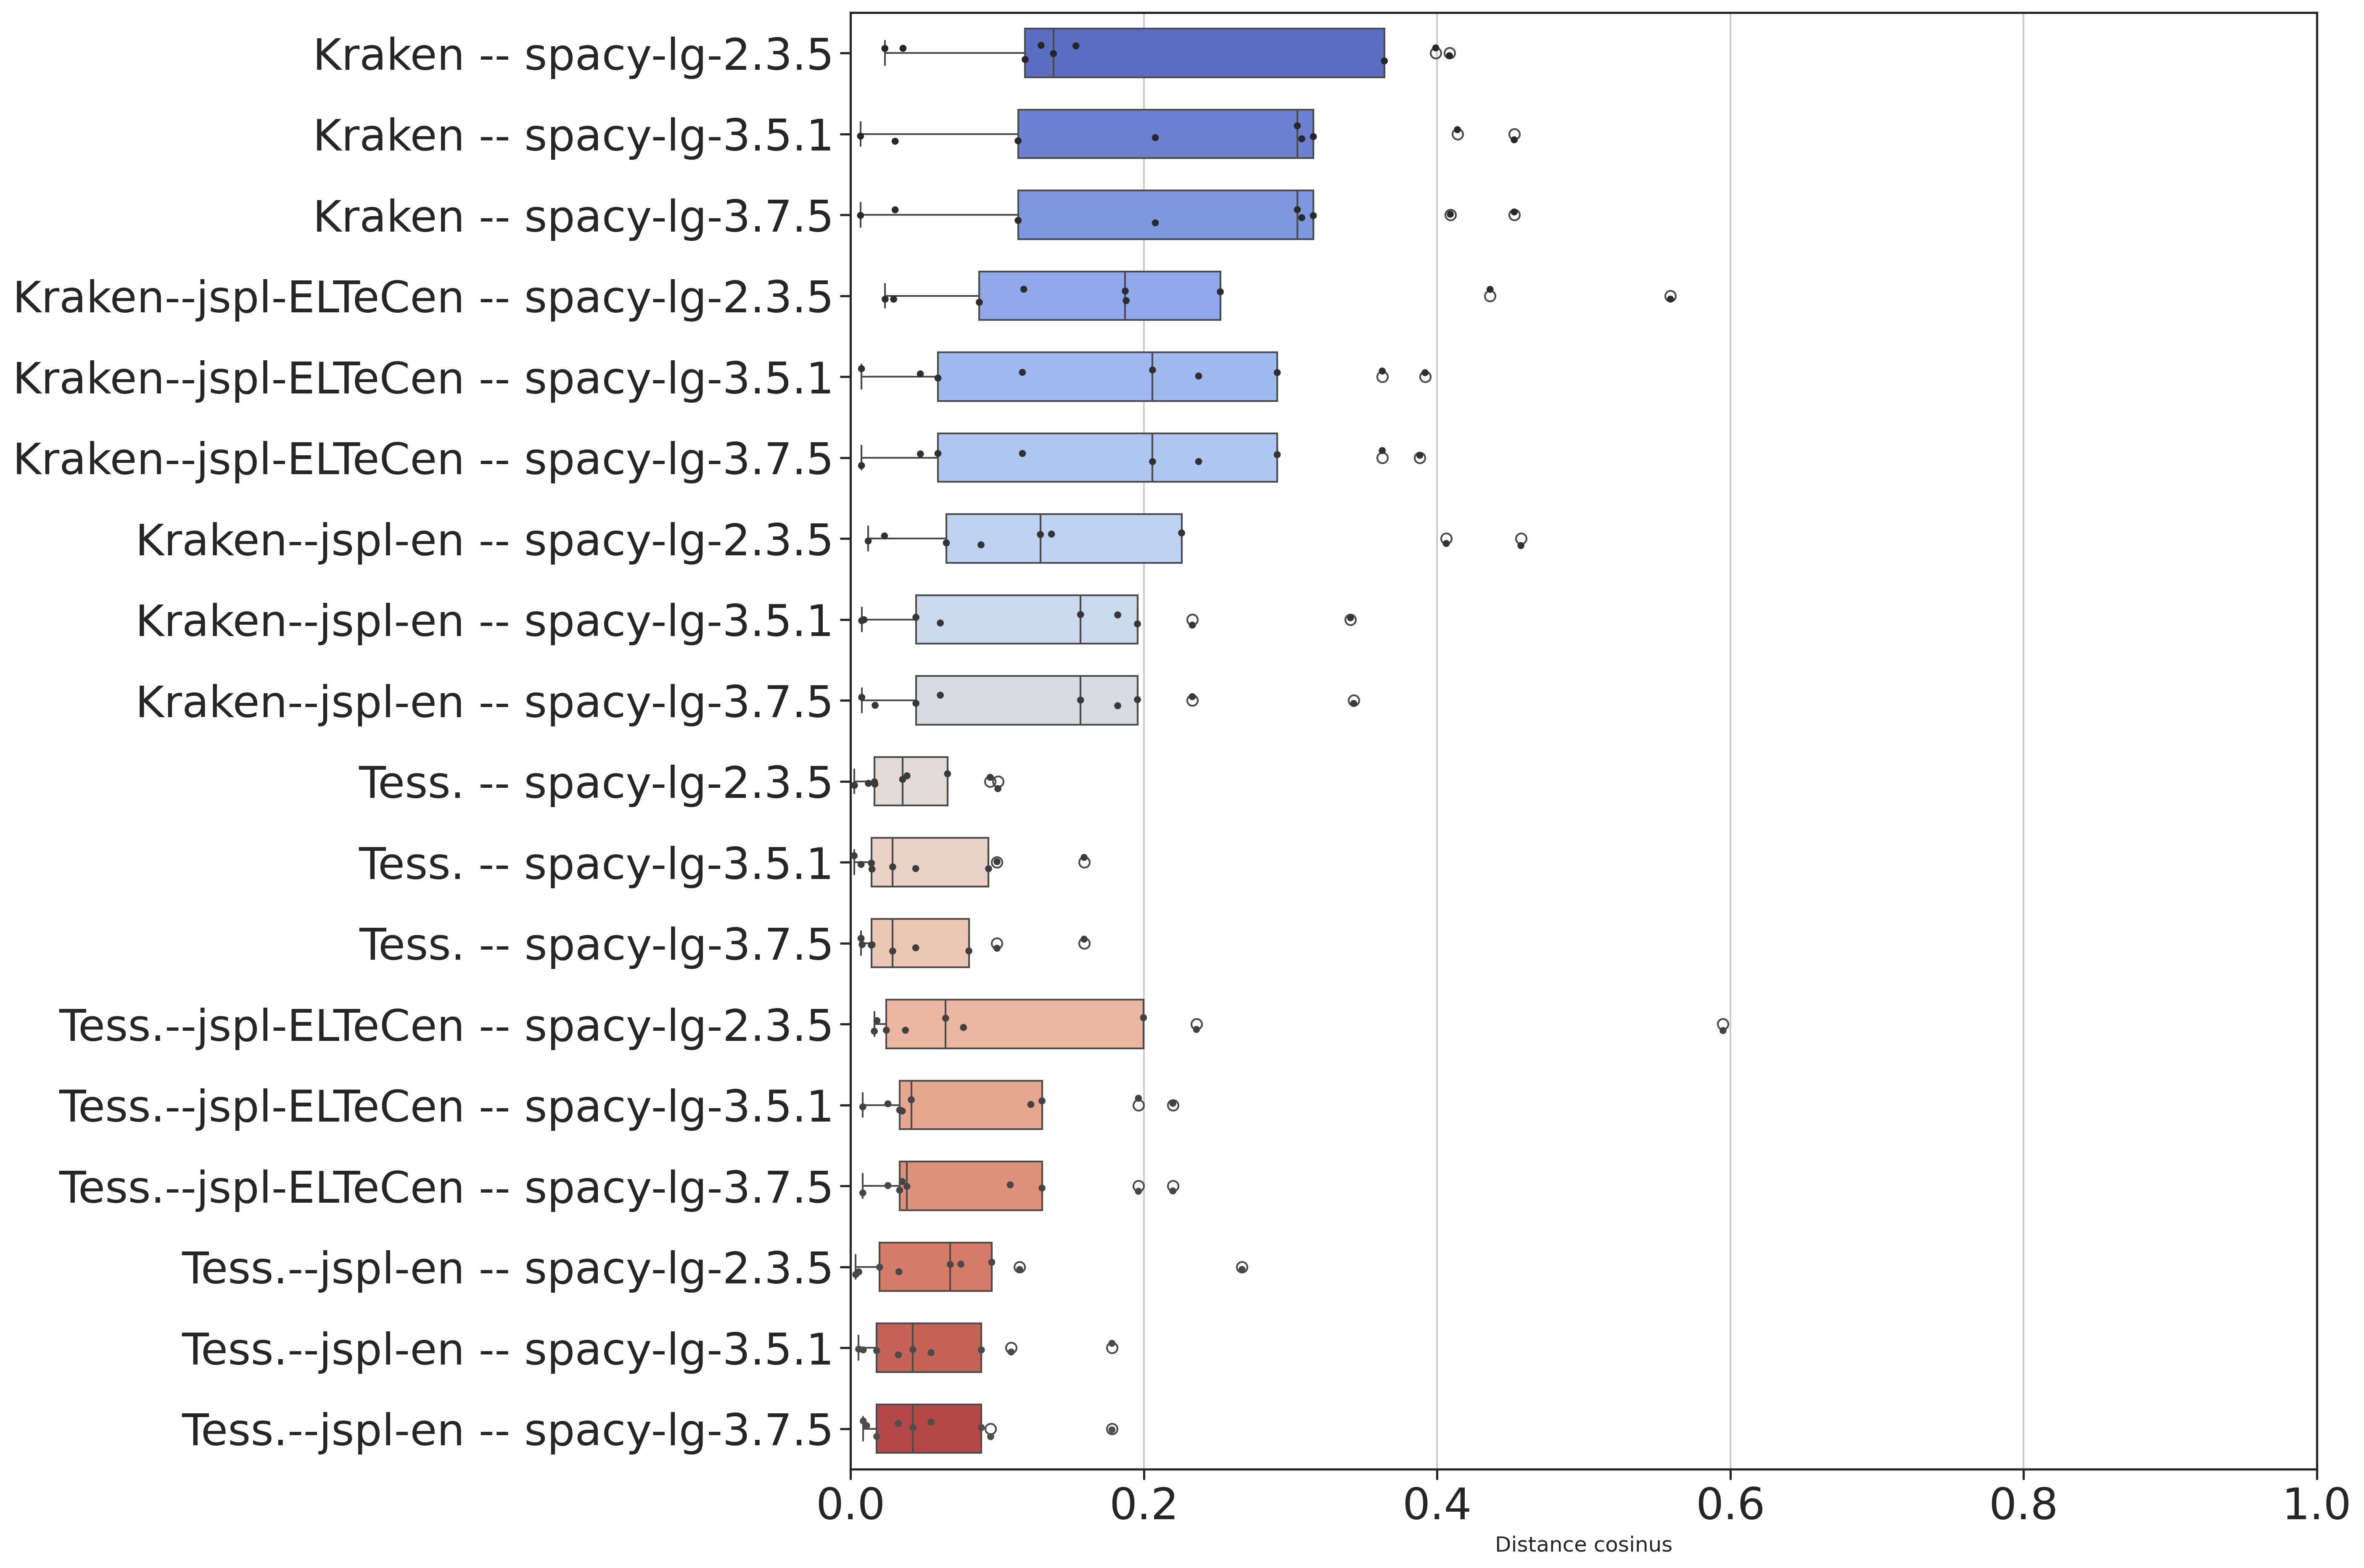 Kraken -- spacy-lg-2.3.5
Kraken -- spacy-lg-3.5.1
Kraken -- spacy-lg-3.7.5
Kraken--jspl-ELTeCen -- spacy-lg-2.3.5
Kraken--jspl-ELTeCen -- spacy-lg-3.5.1
Kraken--jspl-ELTeCen -- spacy-lg-3.7.5
Kraken--jspl-en -- spacy-lg-2.3.5
Kraken--jspl-en -- spacy-lg-3.5.1
Kraken--jspl-en -- spacy-lg-3.7.5
Tess. -- spacy-lg-2.3.5
Tess. -- spacy-lg-3.5.1
Tess. -- spacy-lg-3.7.5
Tess.--jspl-ELTeCen -- spacy-lg-2.3.5
Tess.--jspl-ELTeCen -- spacy-lg-3.5.1
Tess.--jspl-ELTeCen -- spacy-lg-3.7.5
Tess.--jspl-en -- spacy-lg-2.3.5
Tess.--jspl-en -- spacy-lg-3.5.1
Tess.--jspl-en -- spacy-lg-3.7.5
0.0 0.2 0.4 0.6 0.8 1.0
Distance cosinus